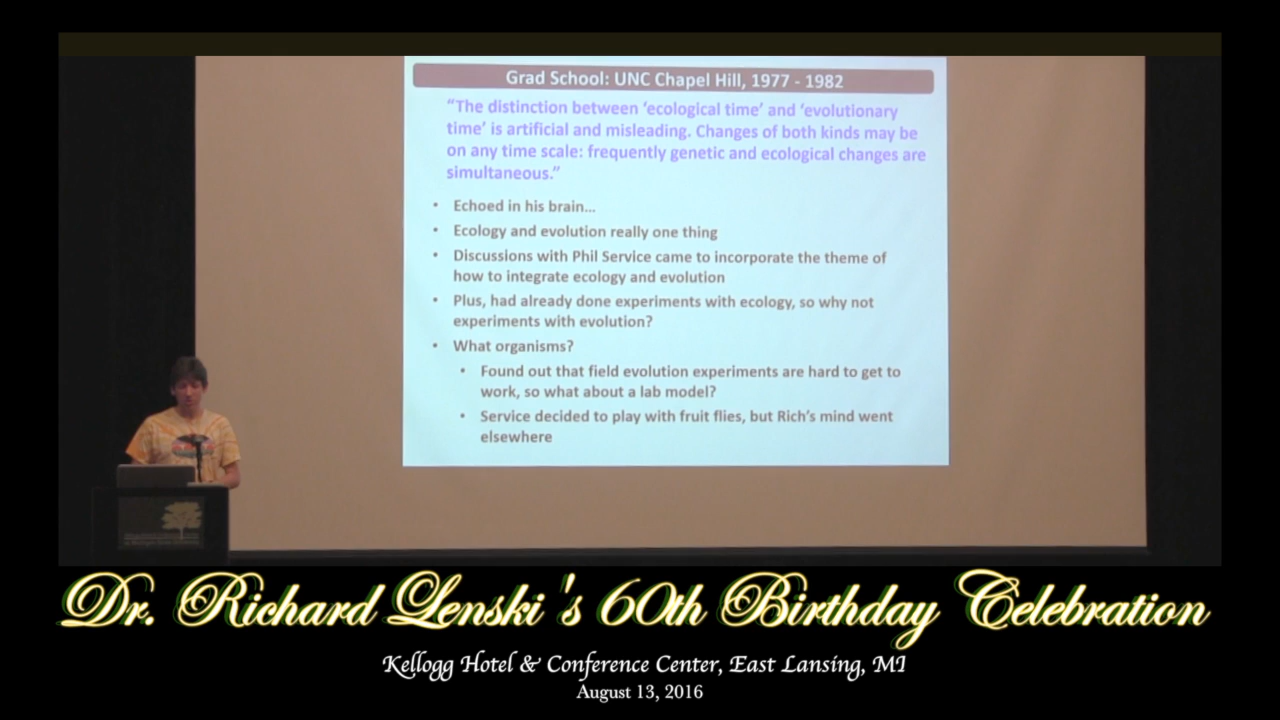 Grad School: UNC Chapel Hill, 1977 - 1982
“The distinction between ‘ecological time’ and ‘evolutionary
time’ is artificial and misleading. Changes of both kinds may be
on any time scale: frequently genetic and ecological changes are
simultaneous.”
• Echoed in his brain...
• Ecology and evolution really one thing
• Discussions with Phil Service came to incorporate the theme of
how to integrate ecology and evolution
• Plus, had already done experiments with ecology, so why not
experiments with evolution?
• What organisms?
• Found out that field evolution experiments are hard to get to
work, so what about a lab model?
• Service decided to play with fruit flies, but Rich’s mind went
elsewhere
Dr. Richard Lenski's 60th Birthday Celebration
Kellogg Hotel & Conference Center, East Lansing, MI
August 13, 2016